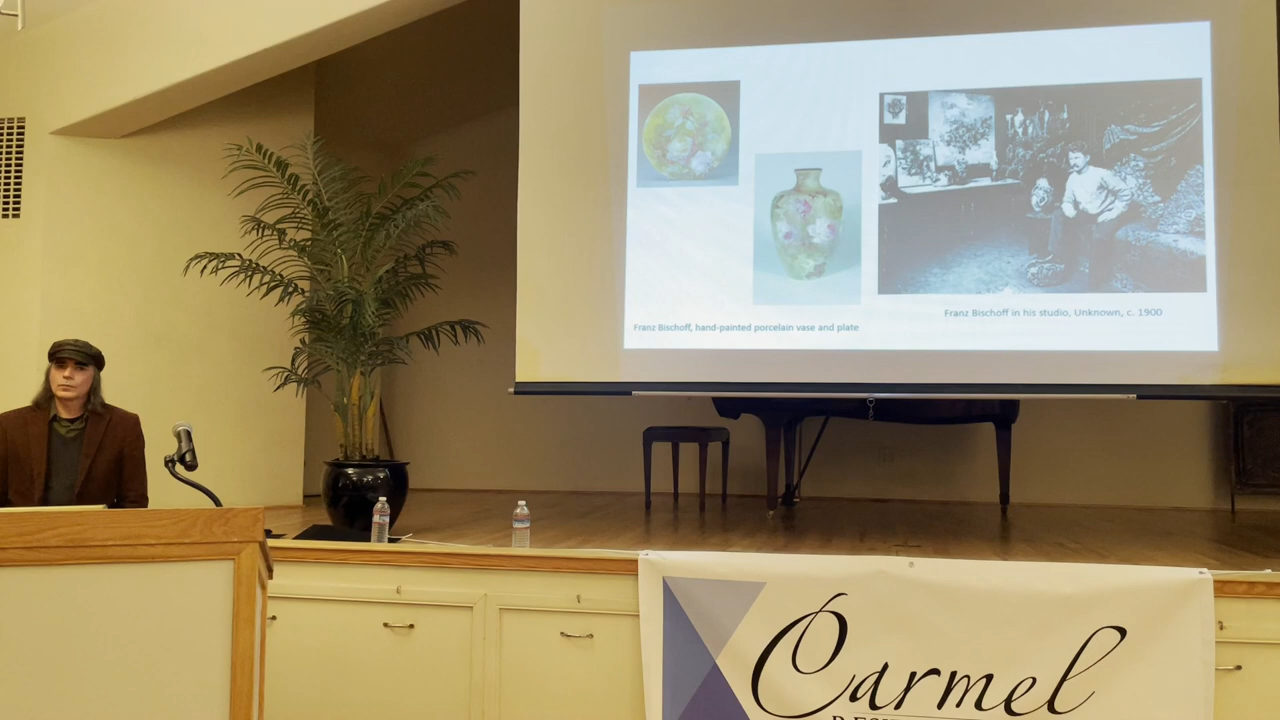 Franz Bischoff, hand-painted porcelain vase and plate
Franz Bischoff in his studio, Unknown, c. 1900
Carmel